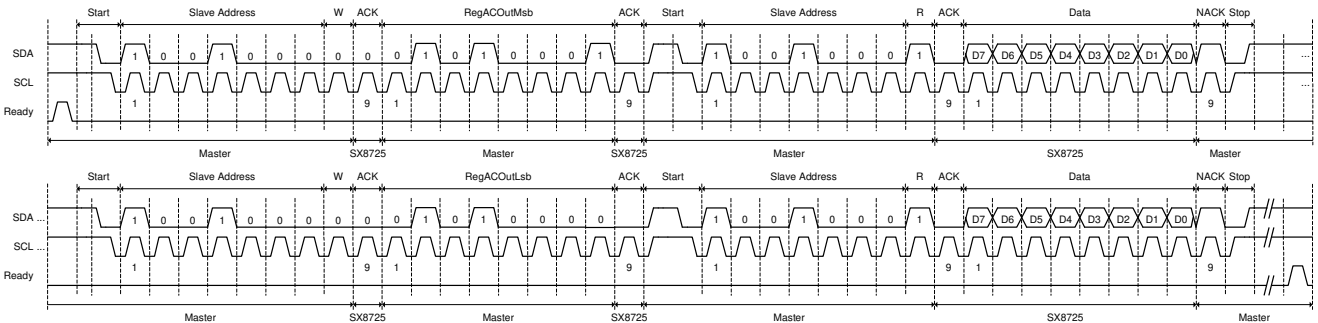 Start Slave Address W ACK RegACOutMsb ACK Start Slave Address R ACK Data NACK Stop
SDA 1 0 0 1 0 0 0 0 0 0 1 0 1 0 0 0 1 1 0 0 1 0 0 0 1 D7 D6 D5 D4 D3 D2 D1 D0 ...
SCL ...
1 9 1 9 1 9 1 9
Ready
Master SX8725 Master SX8725 Master SX8725 Master
Start Slave Address W ACK RegACOutLsb ACK Start Slave Address R ACK Data NACK Stop
SDA ... 1 0 0 1 0 0 0 0 0 0 1 0 1 0 0 0 0 1 0 0 1 0 0 0 1 D7 D6 D5 D4 D3 D2 D1 D0
SCL ...
1 9 1 9 1 9 1 9
Ready
Master SX8725 Master SX8725 Master SX8725 Master